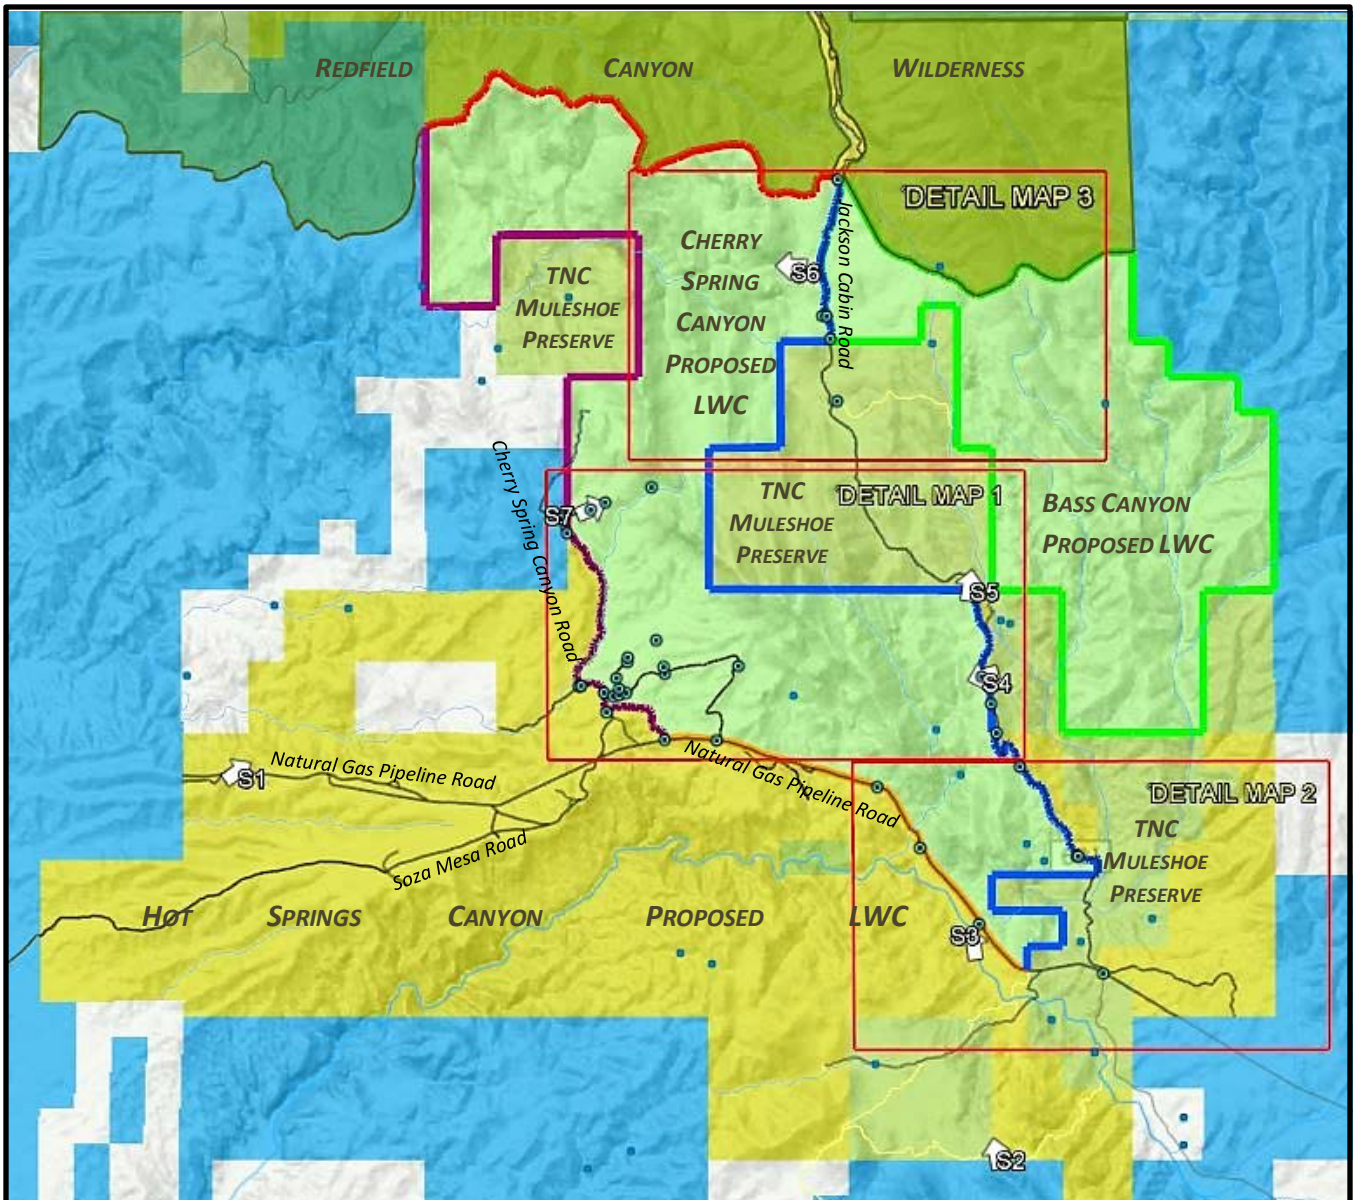 Wilderness
REDFIELD CANYON WILDERNESS
DETAIL MAP 3
Jackson Cabin Road
CHERRY
SPRING
CANYON
PROPOSED
LWC
S6
TNC
MULESHOE
PRESERVE
Cherry Spring Canyon Road
S7
TNC
MULESHOE
PRESERVE
DETAIL MAP 1
BASS CANYON
PROPOSED LWC
S5
S4
Natural Gas Pipeline Road
S1
Natural Gas Pipeline Road
Soza Mesa Road
DETAIL MAP 2
TNC
MULESHOE
PRESERVE
HOT SPRINGS CANYON PROPOSED LWC
S3
S2